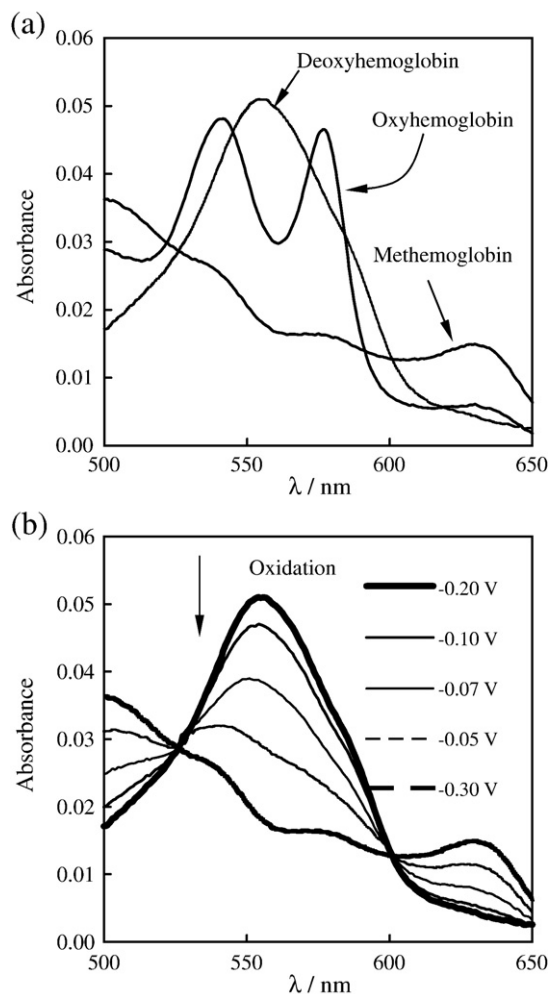 (a)
0.06
0.05
0.04
0.03
0.02
0.01
0.00
Absorbance
Deoxyhemoglobin
Oxyhemoglobin
Methemoglobin
500 550 600 650
λ / nm
(b)
0.06
0.05
0.04
0.03
0.02
0.01
0.00
Absorbance
Oxidation
-0.20 V
-0.10 V
-0.07 V
-0.05 V
-0.30 V
500 550 600 650
λ / nm